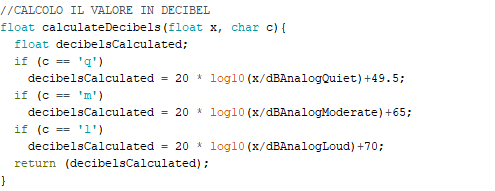 //CALCOLO IL VALORE IN DECIBEL
float calculateDecibels(float x, char c){
  float decibelsCalculated;
  if (c == 'q')
    decibelsCalculated = 20 * log10(x/dBAnalogQuiet)+49.5;
  if (c == 'm')
    decibelsCalculated = 20 * log10(x/dBAnalogModerate)+65;
  if (c == 'l')
    decibelsCalculated = 20 * log10(x/dBAnalogLoud)+70;
  return (decibelsCalculated);
}